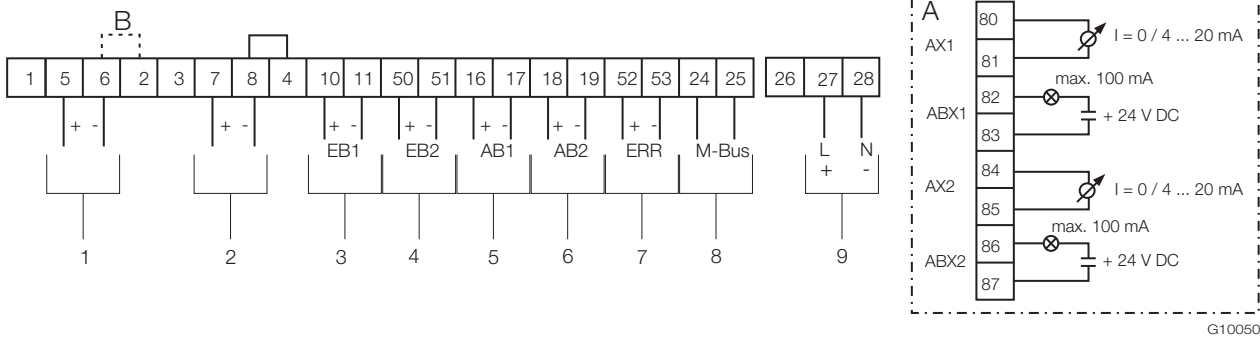 B
1 5 6 2 3 7 8 4 10 11 50 51 16 17 18 19 52 53 24 25 26 27 28
+ - + - + - + - + - + - + -
EB1 EB2 AB1 AB2 ERR M-Bus L N
+ -
1 2 3 4 5 6 7 8 9
A
80
AX1
I = 0 / 4 ... 20 mA
81
max. 100 mA
82
ABX1
+ 24 V DC
83
84
AX2
I = 0 / 4 ... 20 mA
85
max. 100 mA
86
ABX2
+ 24 V DC
87
G10050